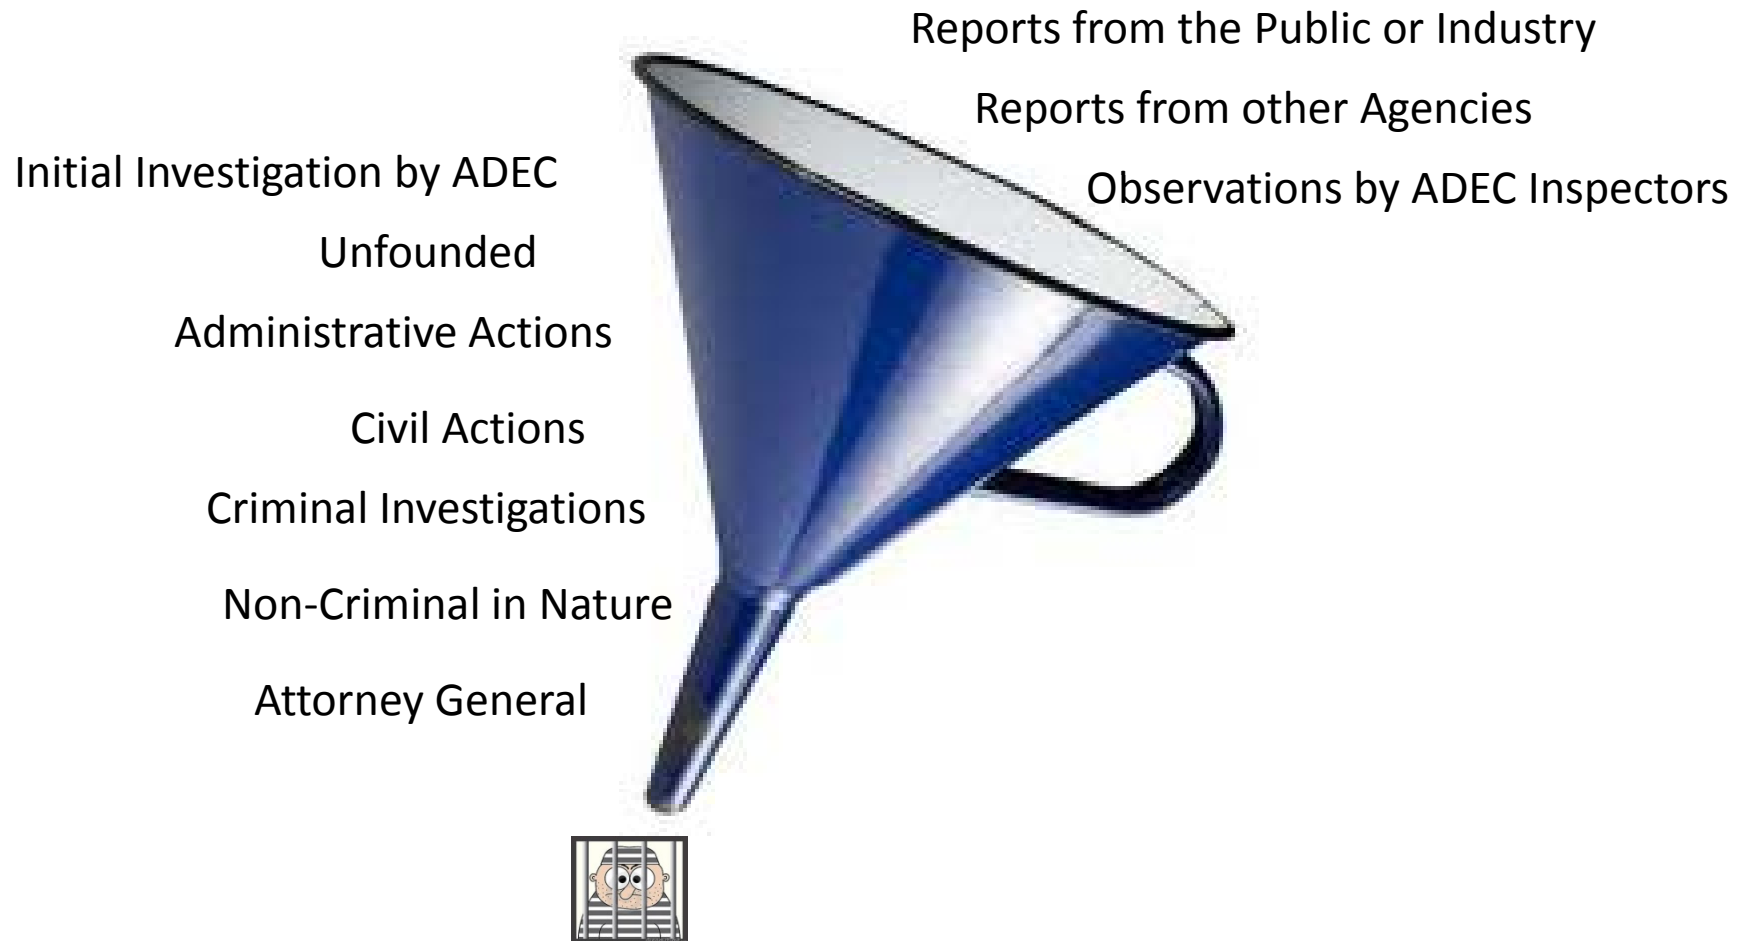 Reports from the Public or Industry
Reports from other Agencies
Observations by ADEC Inspectors
Initial Investigation by ADEC
Unfounded
Administrative Actions
Civil Actions
Criminal Investigations
Non-Criminal in Nature
Attorney General